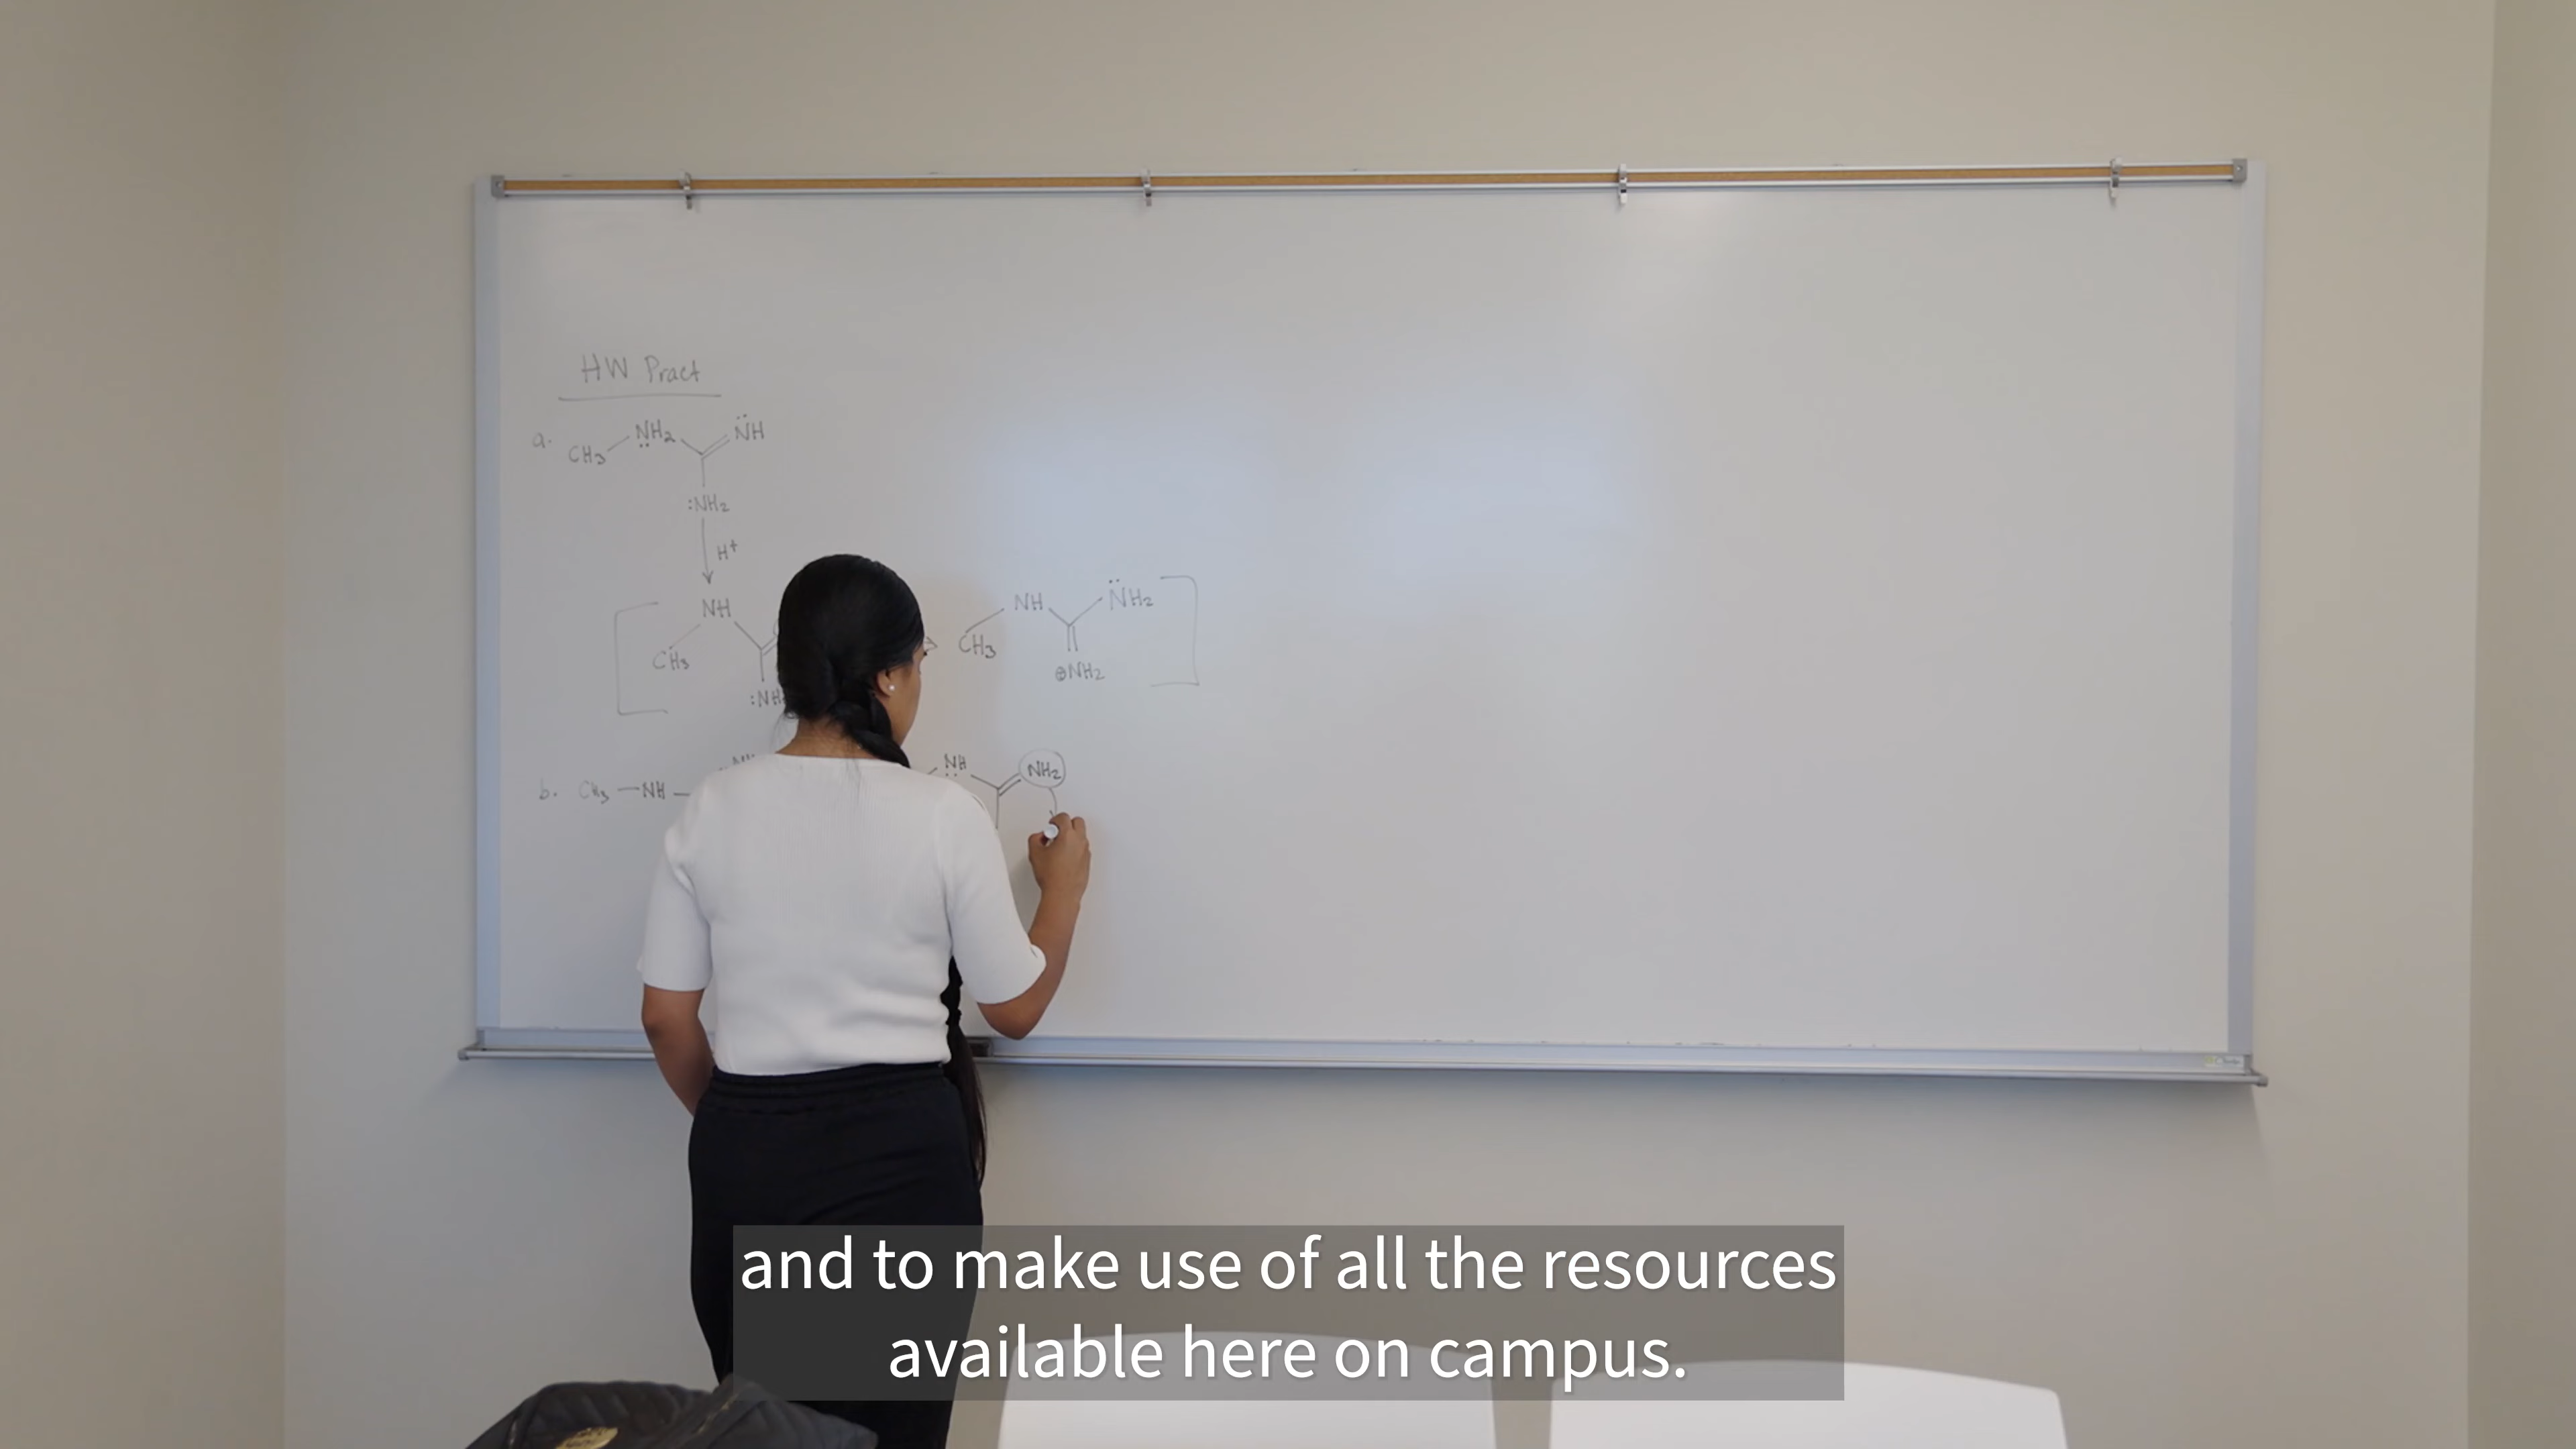 HW Pract
a. CH3 NH2 NH
:NH2
H+
NH
CH3
:NH
NH NH2
CH3
⊕NH2
b. CH3 — NH — NH NH2
and to make use of all the resources
available here on campus.